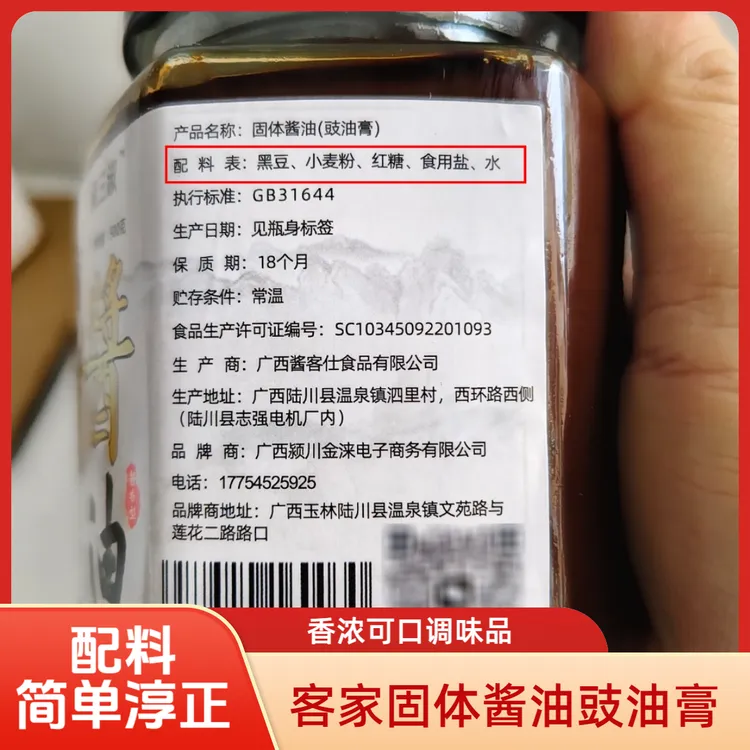 产品名称：固体酱油(豉油膏)
配料表：黑豆、小麦粉、红糖、食用盐、水
执行标准：GB31644
生产日期：见瓶身标签
保质期：18个月
贮存条件：常温
食品生产许可证编号：SC10345092201093
生产商：广西酱客仕食品有限公司
生产地址：广西陆川县温泉镇泗里村，西环路西侧
（陆川县志强电机厂内）
品牌商：广西颍川金涞电子商务有限公司
电话：17754525925
品牌商地址：广西玉林陆川县温泉镇文苑路与
莲花二路路口
酱
油
配料
简单淳正
香浓可口调味品
客家固体酱油豉油膏